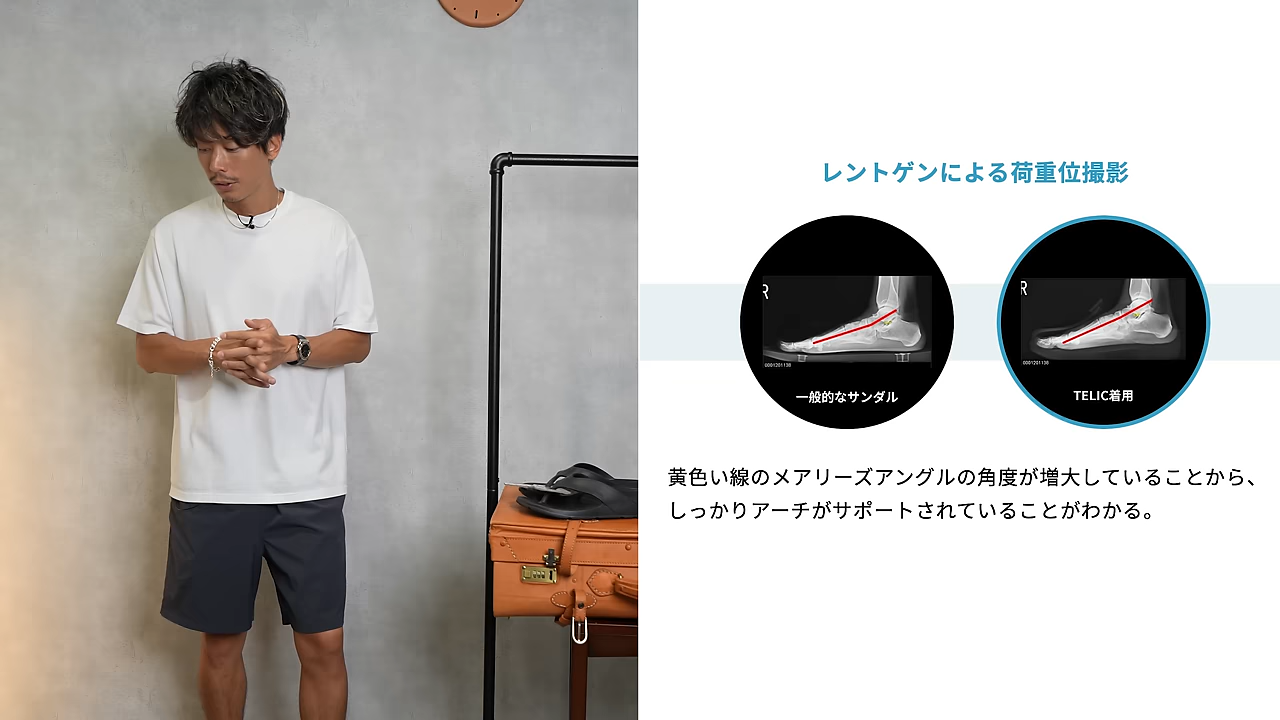 レントゲンによる荷重位撮影
R
R
0001201138
0001201138
一般的なサンダル
TELIC着用
黄色い線のメアリーズアングルの角度が増大していることから、
しっかりアーチがサポートされていることがわかる。